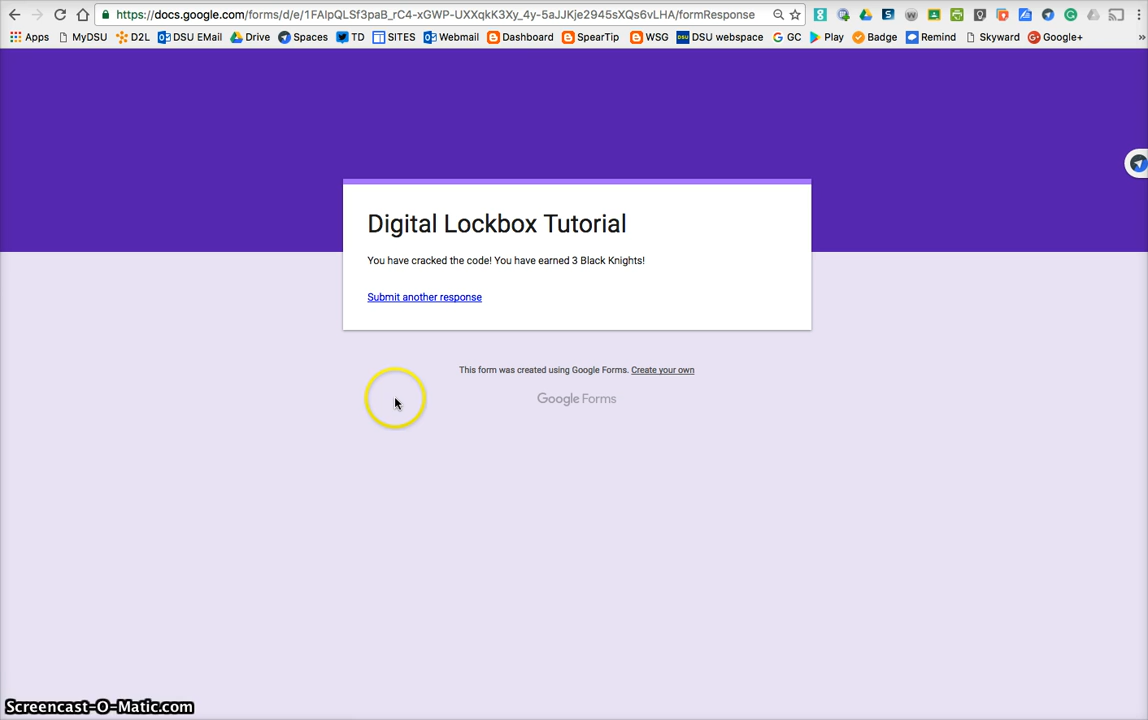 https://docs.google.com/forms/d/e/1FAIpQLSf3paB_rC4-xGWP-UXXqkK3Xy_4y-5aJJKje2945sXQs6vLHA/formResponse
Apps MyDSU D2L DSU EMail Drive Spaces TD SITES Webmail Dashboard SpearTip WSG DSU webspace GC Play Badge Remind Skyward Google+ »
Digital Lockbox Tutorial
You have cracked the code! You have earned 3 Black Knights!
Submit another response
This form was created using Google Forms. Create your own
Google Forms
Screencast-O-Matic.com